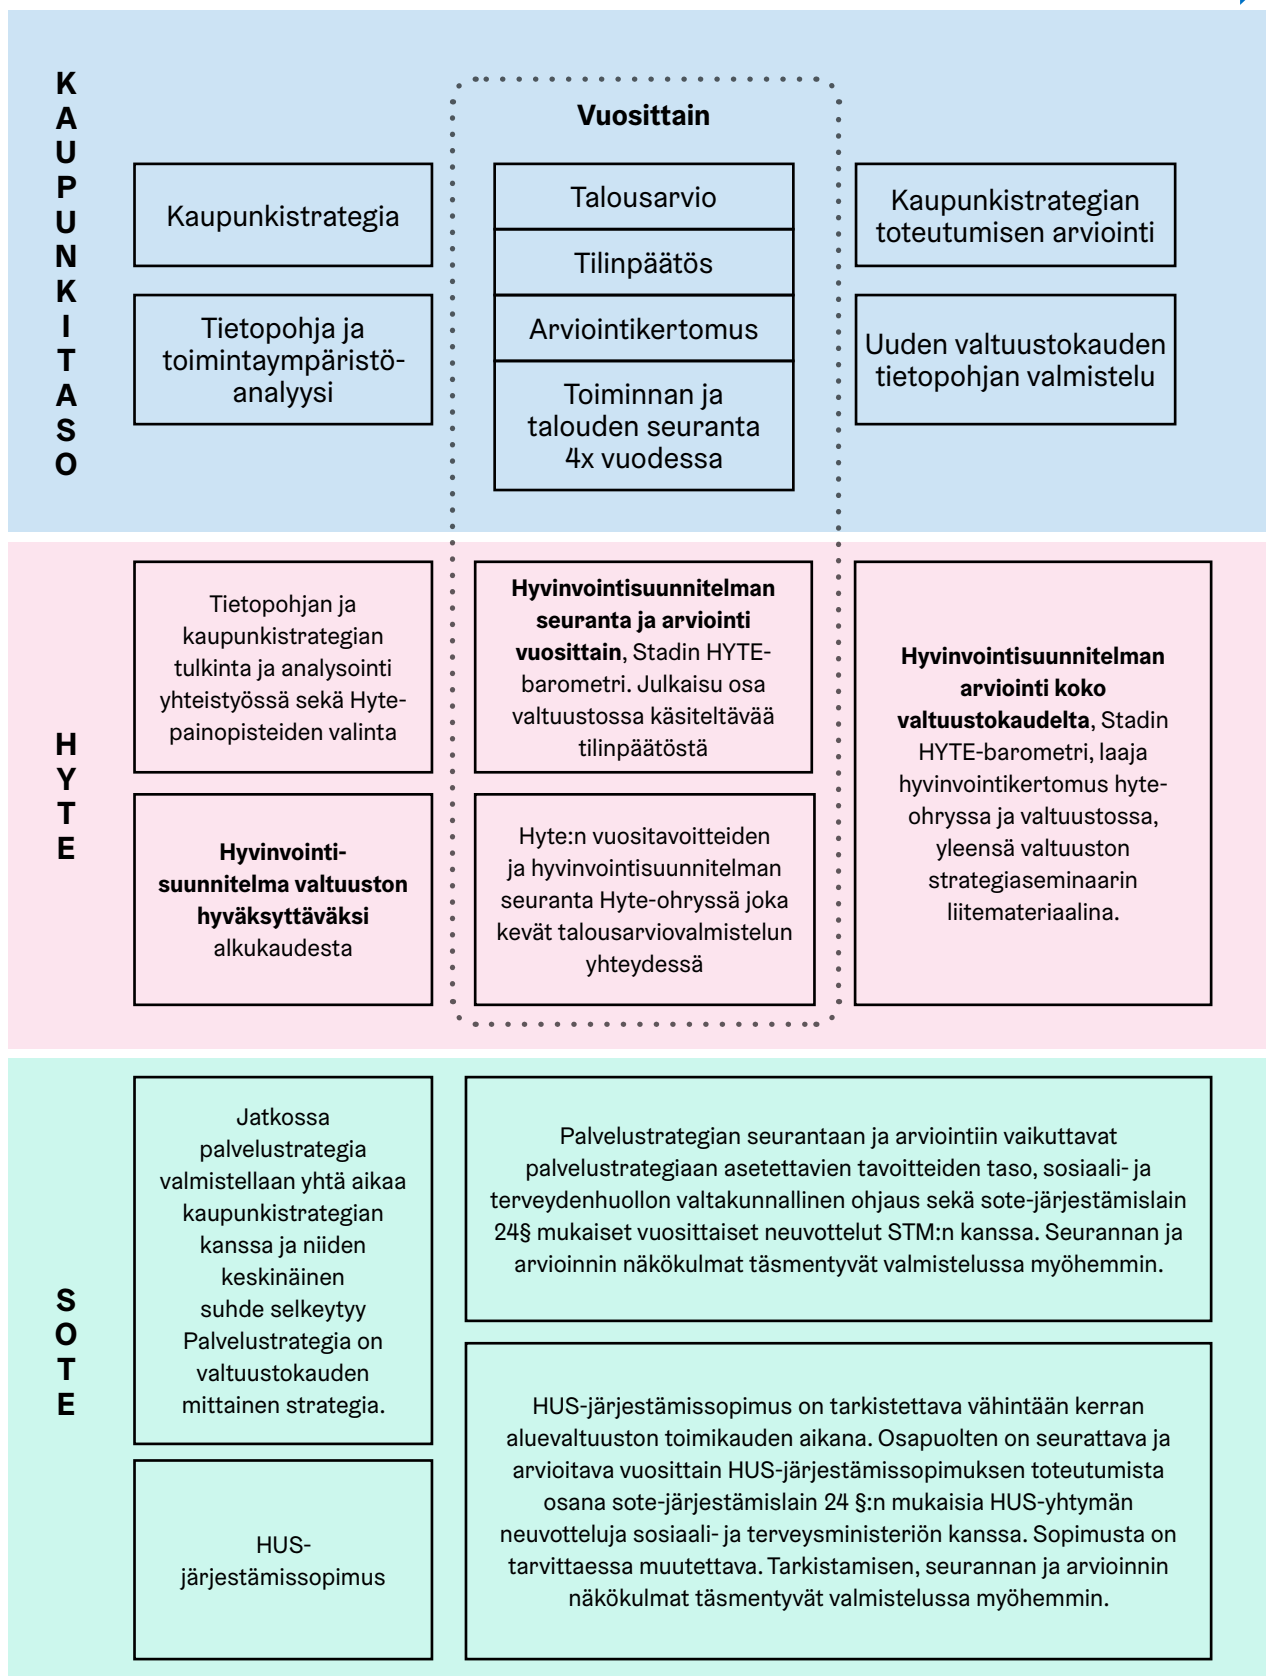 KAUPUNKITASO
Kaupunkistrategia
Tietopohja ja
toimintaympäristö-
analyysi
Vuosittain
Talousarvio
Tilinpäätös
Arviointikertomus
Toiminnan ja
talouden seuranta
4x vuodessa
Kaupunkistrategian
toteutumisen arviointi
Uuden valtuustokauden
tietopohjan valmistelu
HYTE
Tietopohjan ja
kaupunkistrategian
tulkinta ja analysointi
yhteistyössä sekä Hyte-
painopisteiden valinta
Hyvinvointi-
suunnitelma valtuuston
hyväksyttäväksi
alkukaudesta
Hyvinvointisuunnitelman
seuranta ja arviointi
vuosittain, Stadin HYTE-
barometri. Julkaisu osa
valtuustossa käsiteltävää
tilinpäätöstä
Hyte:n vuositavoitteiden
ja hyvinvointisuunnitelman
seuranta Hyte-ohryssä joka
kevät talousarviovalmistelun
yhteydessä
Hyvinvointisuunnitelman
arviointi koko
valtuustokaudelta, Stadin
HYTE-barometri, laaja
hyvinvointikertomus hyte-
ohryssa ja valtuustossa,
yleensä valtuuston
strategiaseminaarin
liitemateriaalina.
SOTE
Jatkossa
palvelustrategia
valmistellaan yhtä aikaa
kaupunkistrategian
kanssa ja niiden
keskinäinen
suhde selkeytyy
Palvelustrategia on
valtuustokauden
mittainen strategia.
HUS-
järjestämissopimus
Palvelustrategian seurantaan ja arviointiin vaikuttavat
palvelustrategiaan asetettavien tavoitteiden taso, sosiaali- ja
terveydenhuollon valtakunnallinen ohjaus sekä sote-järjestämislain
24§ mukaiset vuosittaiset neuvottelut STM:n kanssa. Seurannan ja
arvioinnin näkökulmat täsmentyvät valmistelussa myöhemmin.
HUS-järjestämissopimus on tarkistettava vähintään kerran
aluevaltuuston toimikauden aikana. Osapuolten on seurattava ja
arvioitava vuosittain HUS-järjestämissopimuksen toteutumista
osana sote-järjestämislain 24 §:n mukaisia HUS-yhtymän
neuvotteluja sosiaali- ja terveysministeriön kanssa. Sopimusta on
tarvittaessa muutettava. Tarkistamisen, seurannan ja arvioinnin
näkökulmat täsmentyvät valmistelussa myöhemmin.